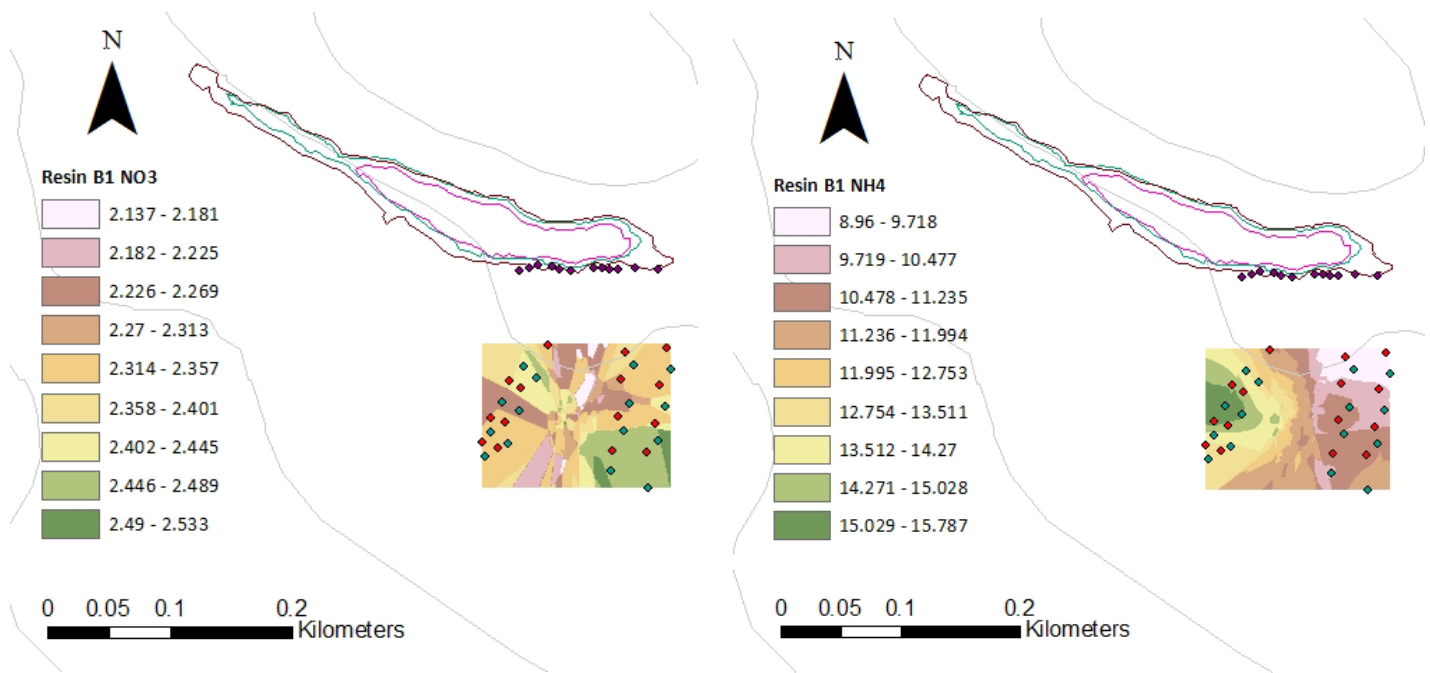 N
Resin B1 NO3
2.137 - 2.181
2.182 - 2.225
2.226 - 2.269
2.27 - 2.313
2.314 - 2.357
2.358 - 2.401
2.402 - 2.445
2.446 - 2.489
2.49 - 2.533
0 0.05 0.1 0.2
Kilometers
N
Resin B1 NH4
8.96 - 9.718
9.719 - 10.477
10.478 - 11.235
11.236 - 11.994
11.995 - 12.753
12.754 - 13.511
13.512 - 14.27
14.271 - 15.028
15.029 - 15.787
0 0.05 0.1 0.2
Kilometers